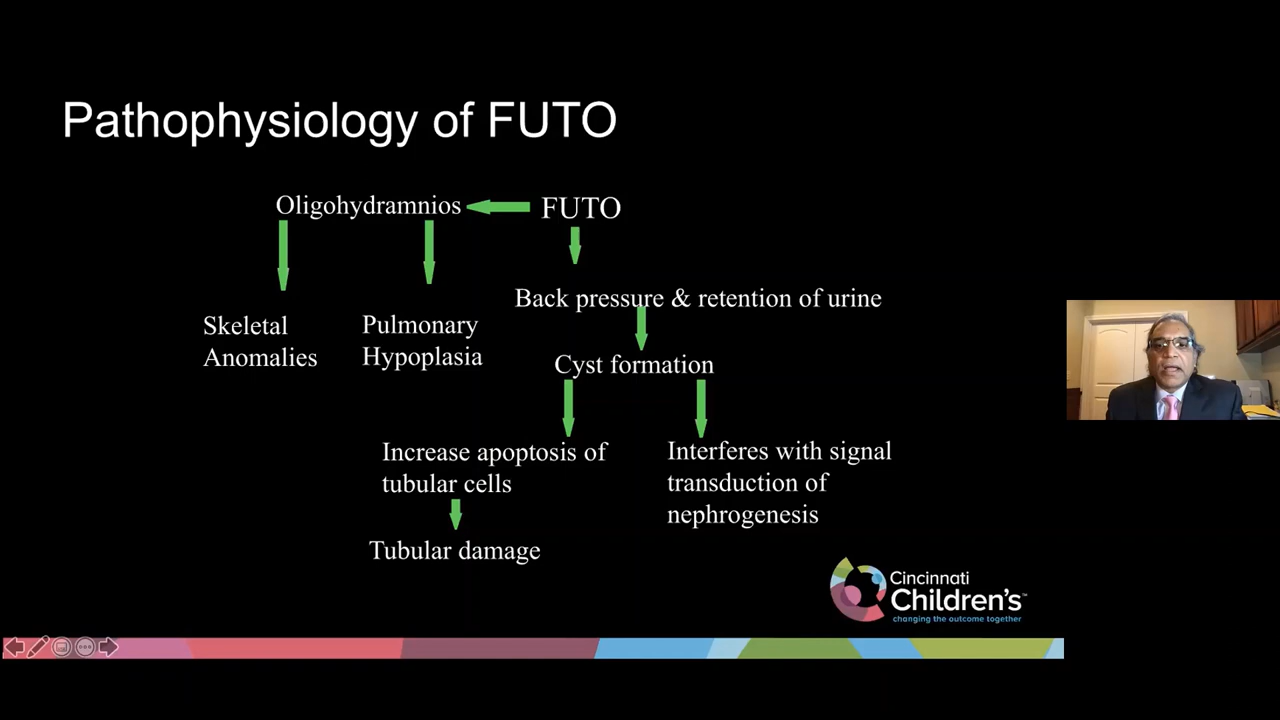 Pathophysiology of FUTO
Oligohydramnios
FUTO
Back pressure & retention of urine
Skeletal
Anomalies
Pulmonary
Hypoplasia
Cyst formation
Increase apoptosis of
tubular cells
Interferes with signal
transduction of
nephrogenesis
Tubular damage
Cincinnati
Children's™
changing the outcome together